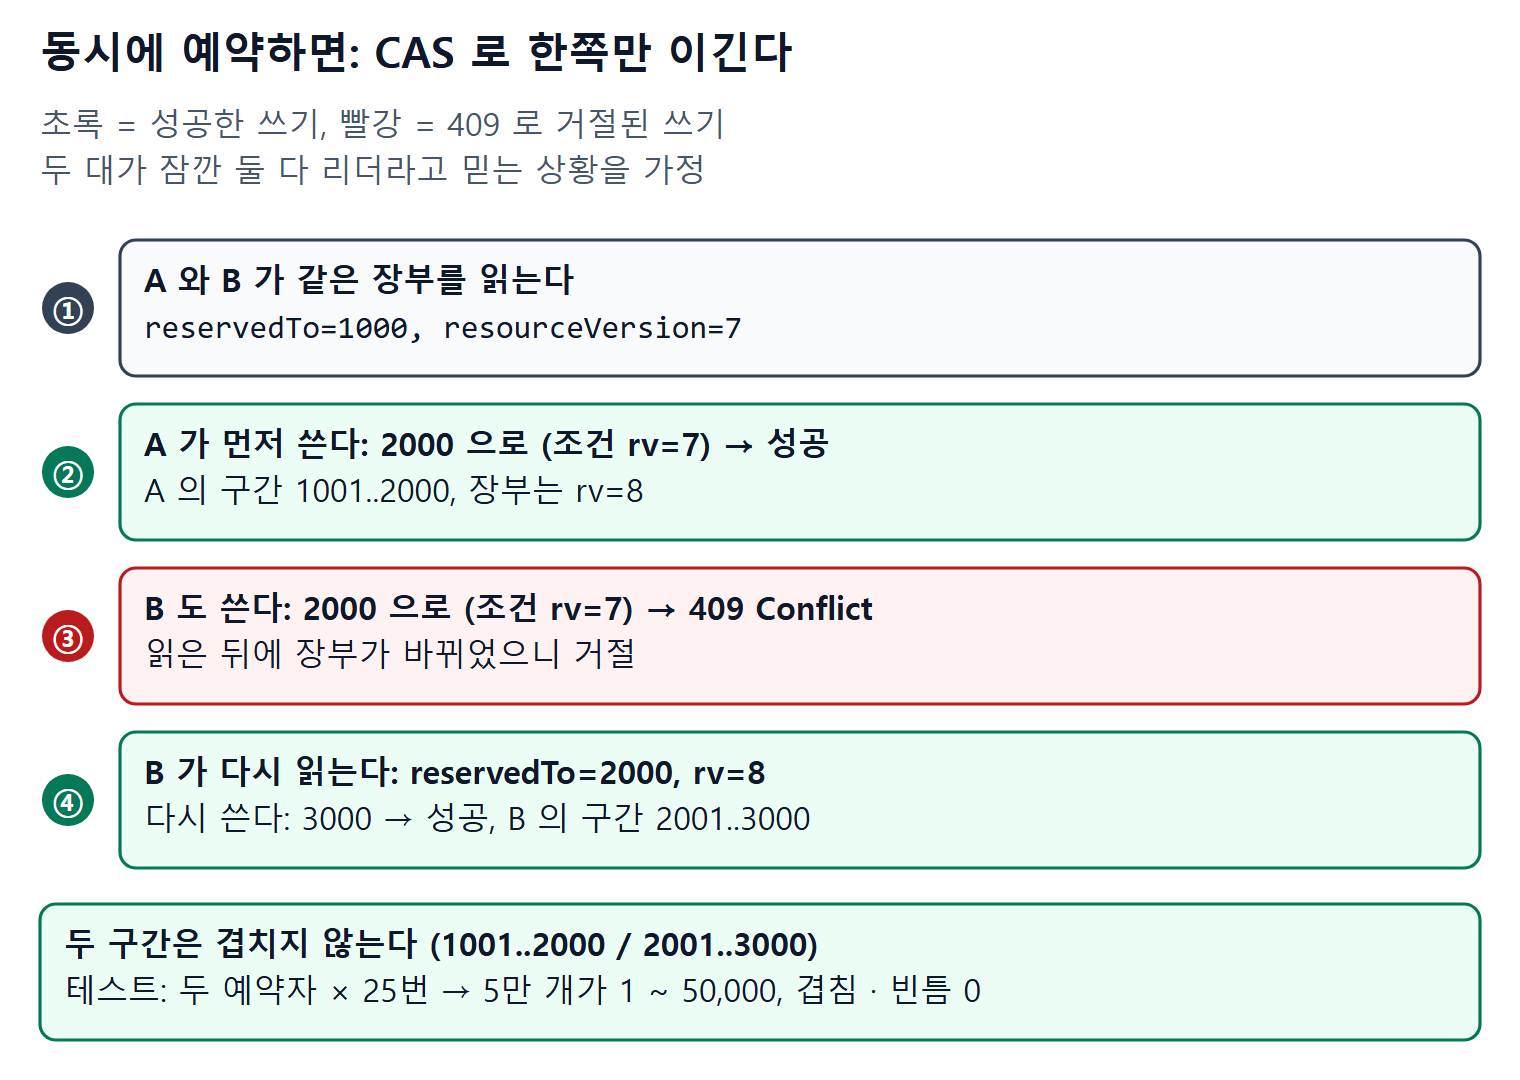 동시에 예약하면: CAS 로 한쪽만 이긴다
초록 = 성공한 쓰기, 빨강 = 409 로 거절된 쓰기
두 대가 잠깐 둘 다 리더라고 믿는 상황을 가정
①
A 와 B 가 같은 장부를 읽는다
reservedTo=1000, resourceVersion=7
②
A 가 먼저 쓴다: 2000 으로 (조건 rv=7) → 성공
A 의 구간 1001..2000, 장부는 rv=8
③
B 도 쓴다: 2000 으로 (조건 rv=7) → 409 Conflict
읽은 뒤에 장부가 바뀌었으니 거절
④
B 가 다시 읽는다: reservedTo=2000, rv=8
다시 쓴다: 3000 → 성공, B 의 구간 2001..3000
두 구간은 겹치지 않는다 (1001..2000 / 2001..3000)
테스트: 두 예약자 × 25번 → 5만 개가 1 ~ 50,000, 겹침 · 빈틈 0